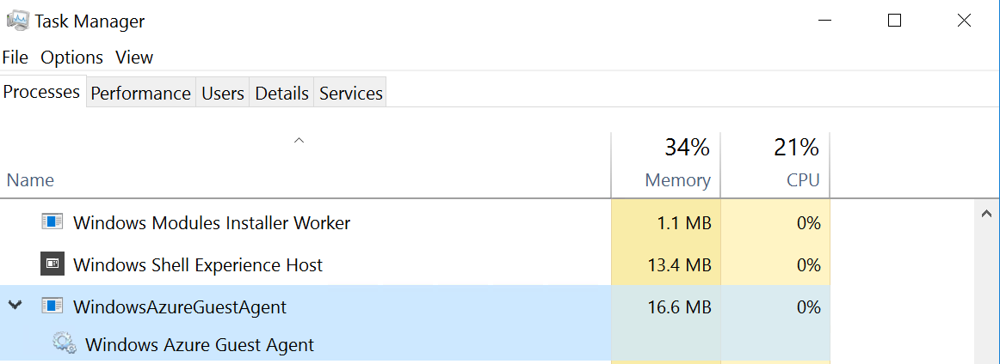 Task Manager
File Options View
Processes Performance Users Details Services
34% 21%
Name Memory CPU
Windows Modules Installer Worker 1.1 MB 0%
Windows Shell Experience Host 13.4 MB 0%
WindowsAzureGuestAgent 16.6 MB 0%
Windows Azure Guest Agent